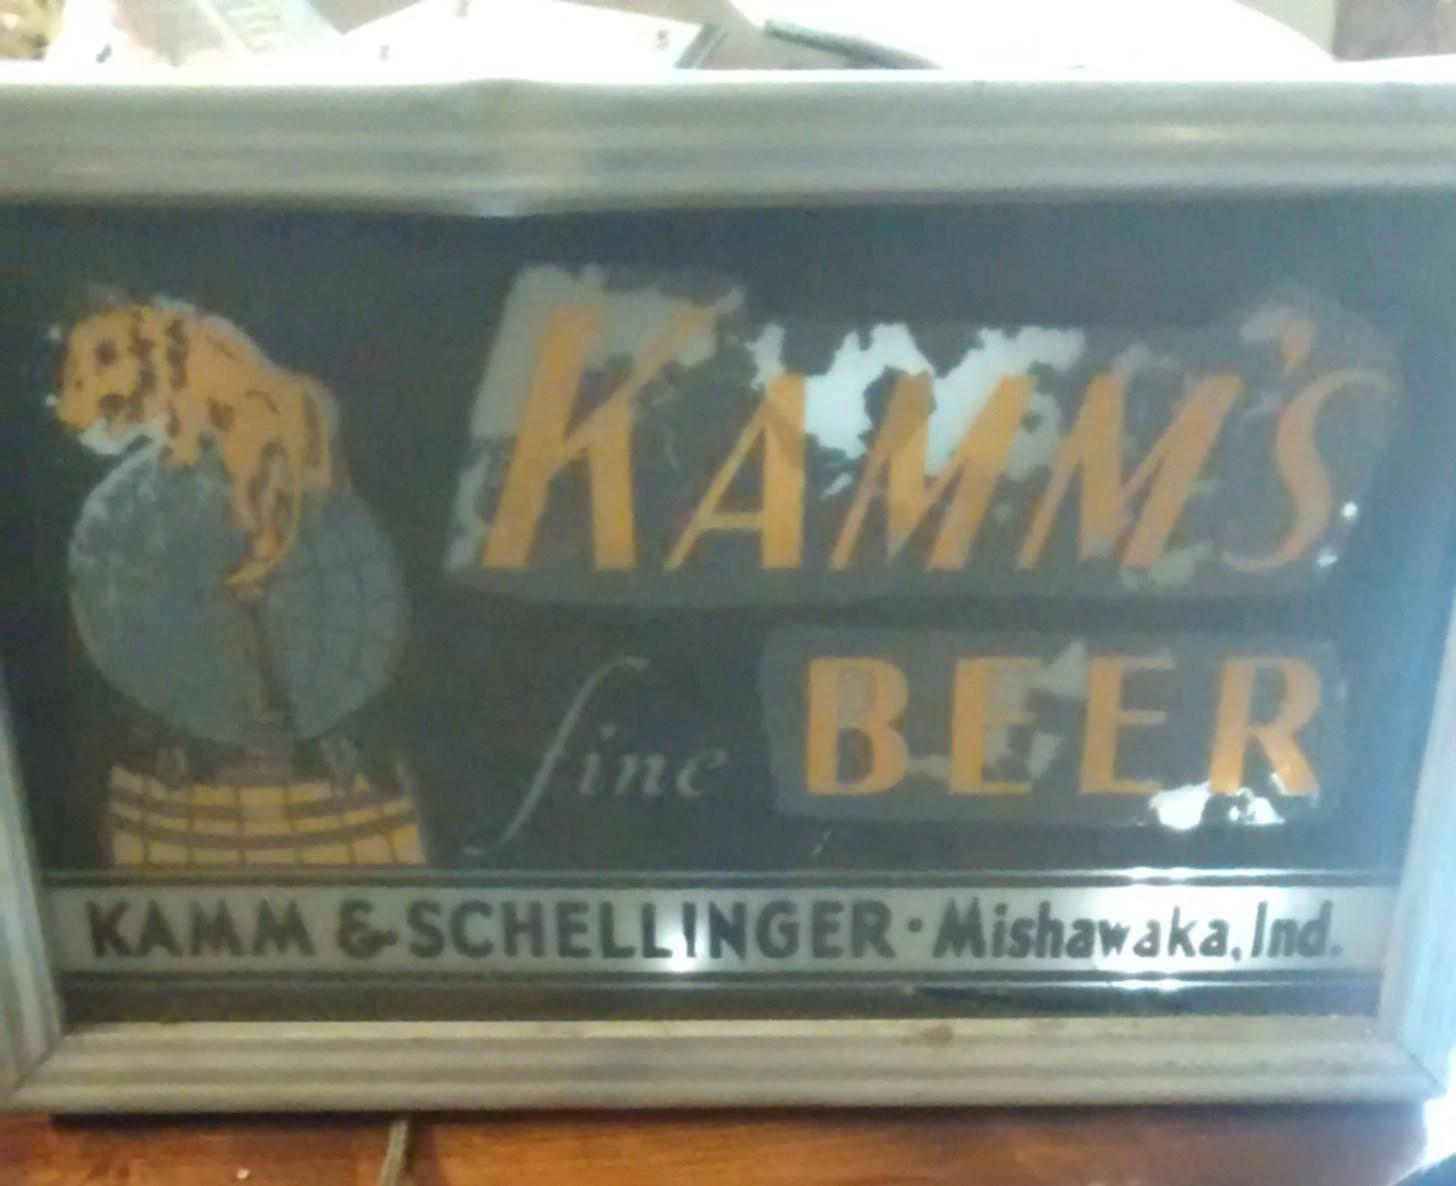 KAMM'S
fine BEER
KAMM & SCHELLINGER · Mishawaka, Ind.